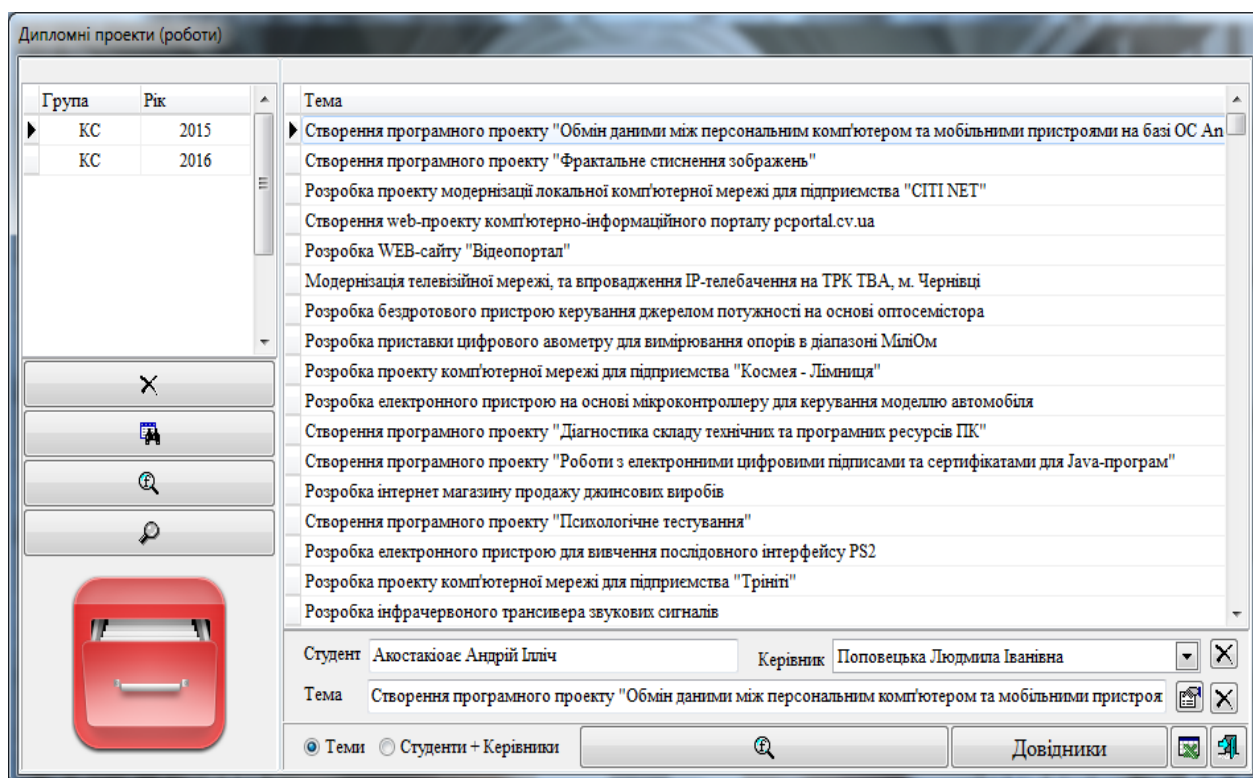 Дипломні проекти (роботи)
Група Рік
КС 2015
КС 2016
Тема
Створення програмного проекту "Обмін даними між персональним комп'ютером та мобільними пристроями на базі ОС An
Створення програмного проекту "Фрактальне стиснення зображень"
Розробка проекту модернізації локальної комп'ютерної мережі для підприємства "CITI NET"
Створення web-проекту комп'ютерно-інформаційного порталу pcportal.cv.ua
Розробка WEB-сайту "Відеопортал"
Модернізація телевізійної мережі, та впровадження IP-телебачення на ТРК ТВА, м. Чернівці
Розробка бездротового пристрою керування джерелом потужності на основі оптосемістора
Розробка приставки цифрового авометру для вимірювання опорів в діапазоні МіліОм
Розробка проекту комп'ютерної мережі для підприємства "Космея - Лімниця"
Розробка електронного пристрою на основі мікроконтроллеру для керування моделлю автомобіля
Створення програмного проекту "Діагностика складу технічних та програмних ресурсів ПК"
Створення програмного проекту "Роботи з електронними цифровими підписами та сертифікатами для Java-програм"
Розробка інтернет магазину продажу джинсових виробів
Створення програмного проекту "Психологічне тестування"
Розробка електронного пристрою для вивчення послідовного інтерфейсу PS2
Розробка проекту комп'ютерної мережі для підприємства "Трініті"
Розробка інфрачервоного трансивера звукових сигналів
Студент Акостакіоає Андрій Ілліч Керівник Поповецька Людмила Іванівна
Тема Створення програмного проекту "Обмін даними між персональним комп'ютером та мобільними пристроя
Теми Студенти + Керівники Довідники